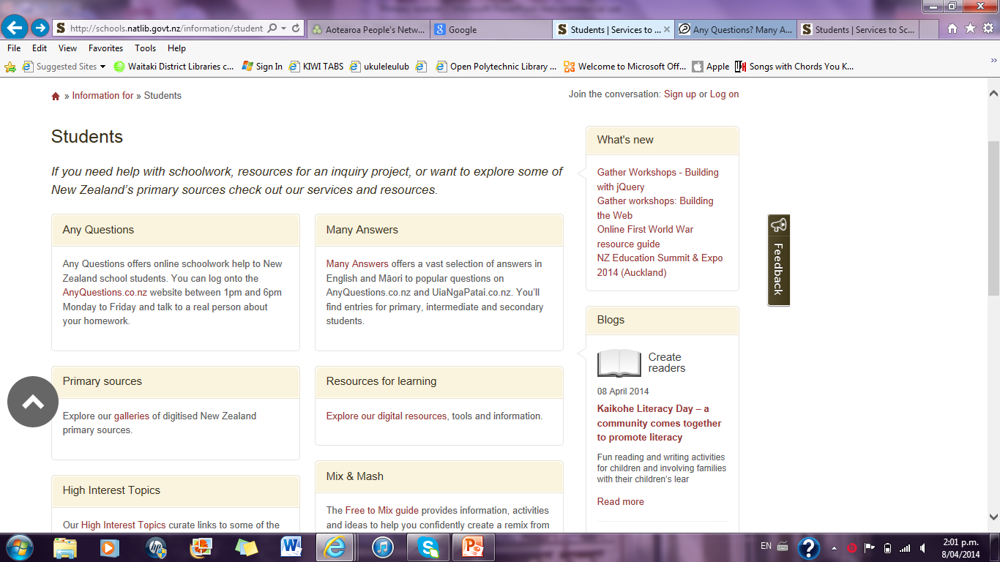 http://schools.natlib.govt.nz/information/student
Aotearoa People's Netw...
Google
Students | Services to ...
Any Questions? Many A...
Students | Services to Sc...
File Edit View Favorites Tools Help
Suggested Sites
Waitaki District Libraries c...
Sign In
KIWI TABS
ukuleleulub
Open Polytechnic Library ...
Welcome to Microsoft Off...
Apple
Songs with Chords You K...
» Information for » Students
Join the conversation: Sign up or Log on
Students
If you need help with schoolwork, resources for an inquiry project, or want to explore some of
New Zealand's primary sources check out our services and resources.
Any Questions
Any Questions offers online schoolwork help to New
Zealand school students. You can log onto the
AnyQuestions.co.nz website between 1pm and 6pm
Monday to Friday and talk to a real person about
your homework.
Many Answers
Many Answers offers a vast selection of answers in
English and Māori to popular questions on
AnyQuestions.co.nz and UiaNgaPatai.co.nz. You'll
find entries for primary, intermediate and secondary
students.
Primary sources
Explore our galleries of digitised New Zealand
primary sources.
Resources for learning
Explore our digital resources, tools and information.
High Interest Topics
Our High Interest Topics curate links to some of the
Mix & Mash
The Free to Mix guide provides information, activities
and ideas to help you confidently create a remix from
What's new
Gather Workshops - Building
with jQuery
Gather workshops: Building
the Web
Online First World War
resource guide
NZ Education Summit & Expo
2014 (Auckland)
Blogs
Create
readers
08 April 2014
Kaikohe Literacy Day – a
community comes together
to promote literacy
Fun reading and writing activities
for children and involving families
with their children's lear
Read more
Feedback
EN
2:01 p.m.
8/04/2014